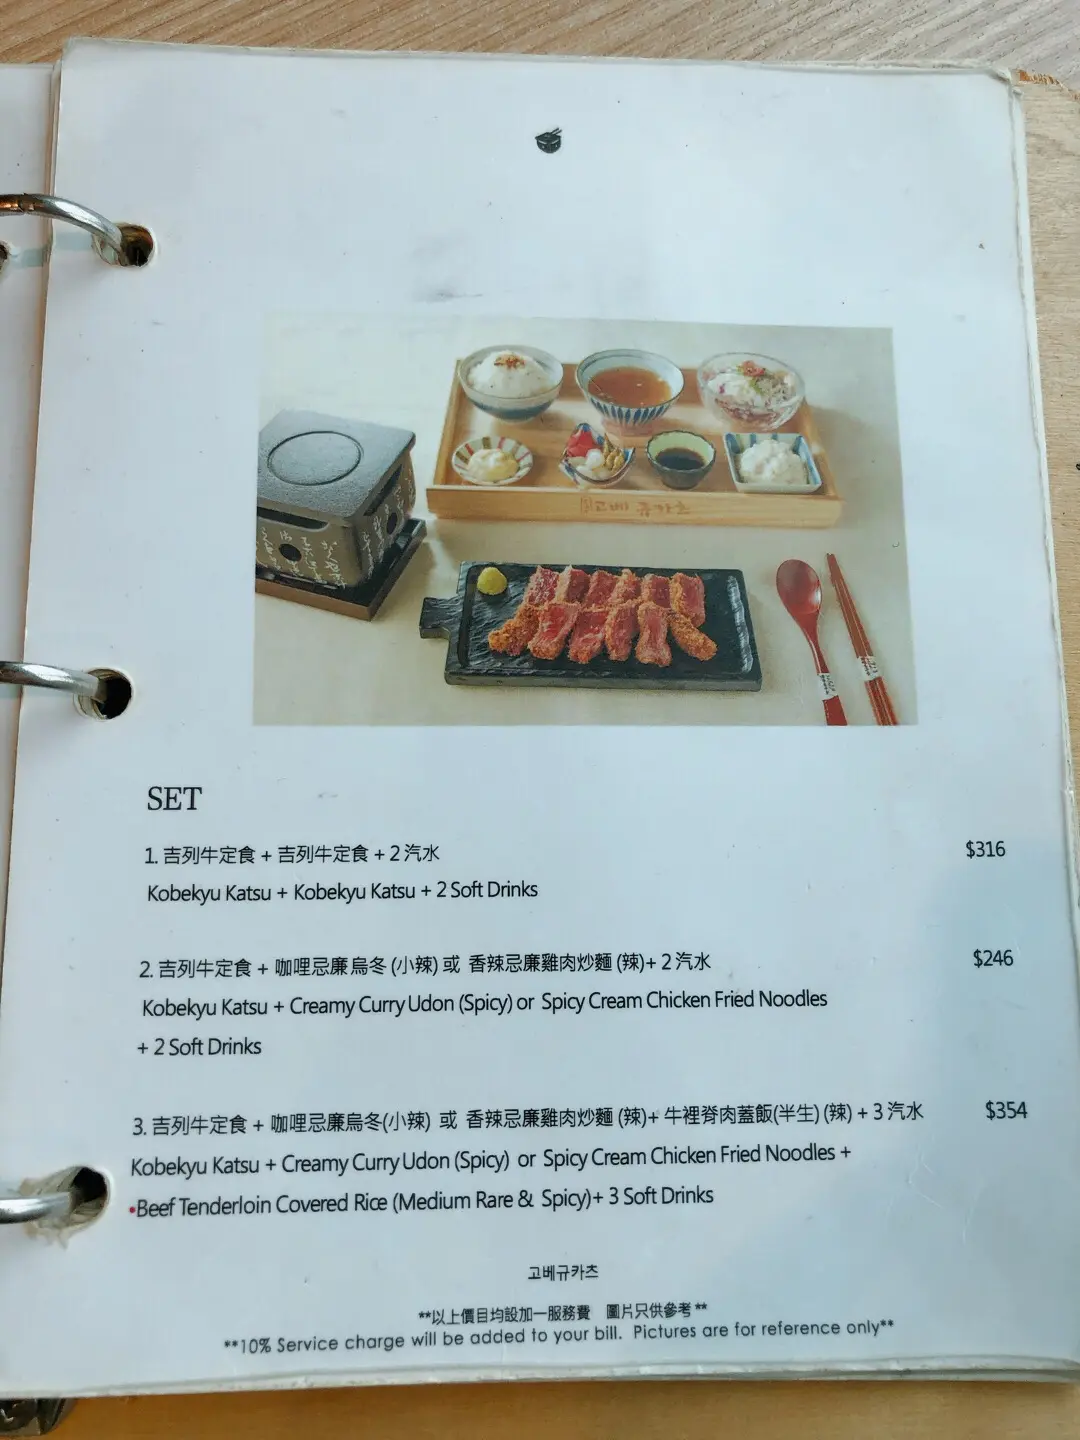 SET
1. 吉列牛定食 + 吉列牛定食 + 2 汽水 $316
Kobekyu Katsu + Kobekyu Katsu + 2 Soft Drinks
2. 吉列牛定食 + 咖哩忌廉烏冬 (小辣) 或 香辣忌廉雞肉炒麵 (辣)+ 2 汽水 $246
Kobekyu Katsu + Creamy Curry Udon (Spicy) or Spicy Cream Chicken Fried Noodles
+ 2 Soft Drinks
3. 吉列牛定食 + 咖哩忌廉烏冬(小辣) 或 香辣忌廉雞肉炒麵 (辣)+ 牛裡脊肉蓋飯(半生) (辣) + 3 汽水 $354
Kobekyu Katsu + Creamy Curry Udon (Spicy) or Spicy Cream Chicken Fried Noodles +
•Beef Tenderloin Covered Rice (Medium Rare & Spicy)+ 3 Soft Drinks
고베규카츠
**以上價目均設加一服務費 圖片只供參考**
**10% Service charge will be added to your bill. Pictures are for reference only**